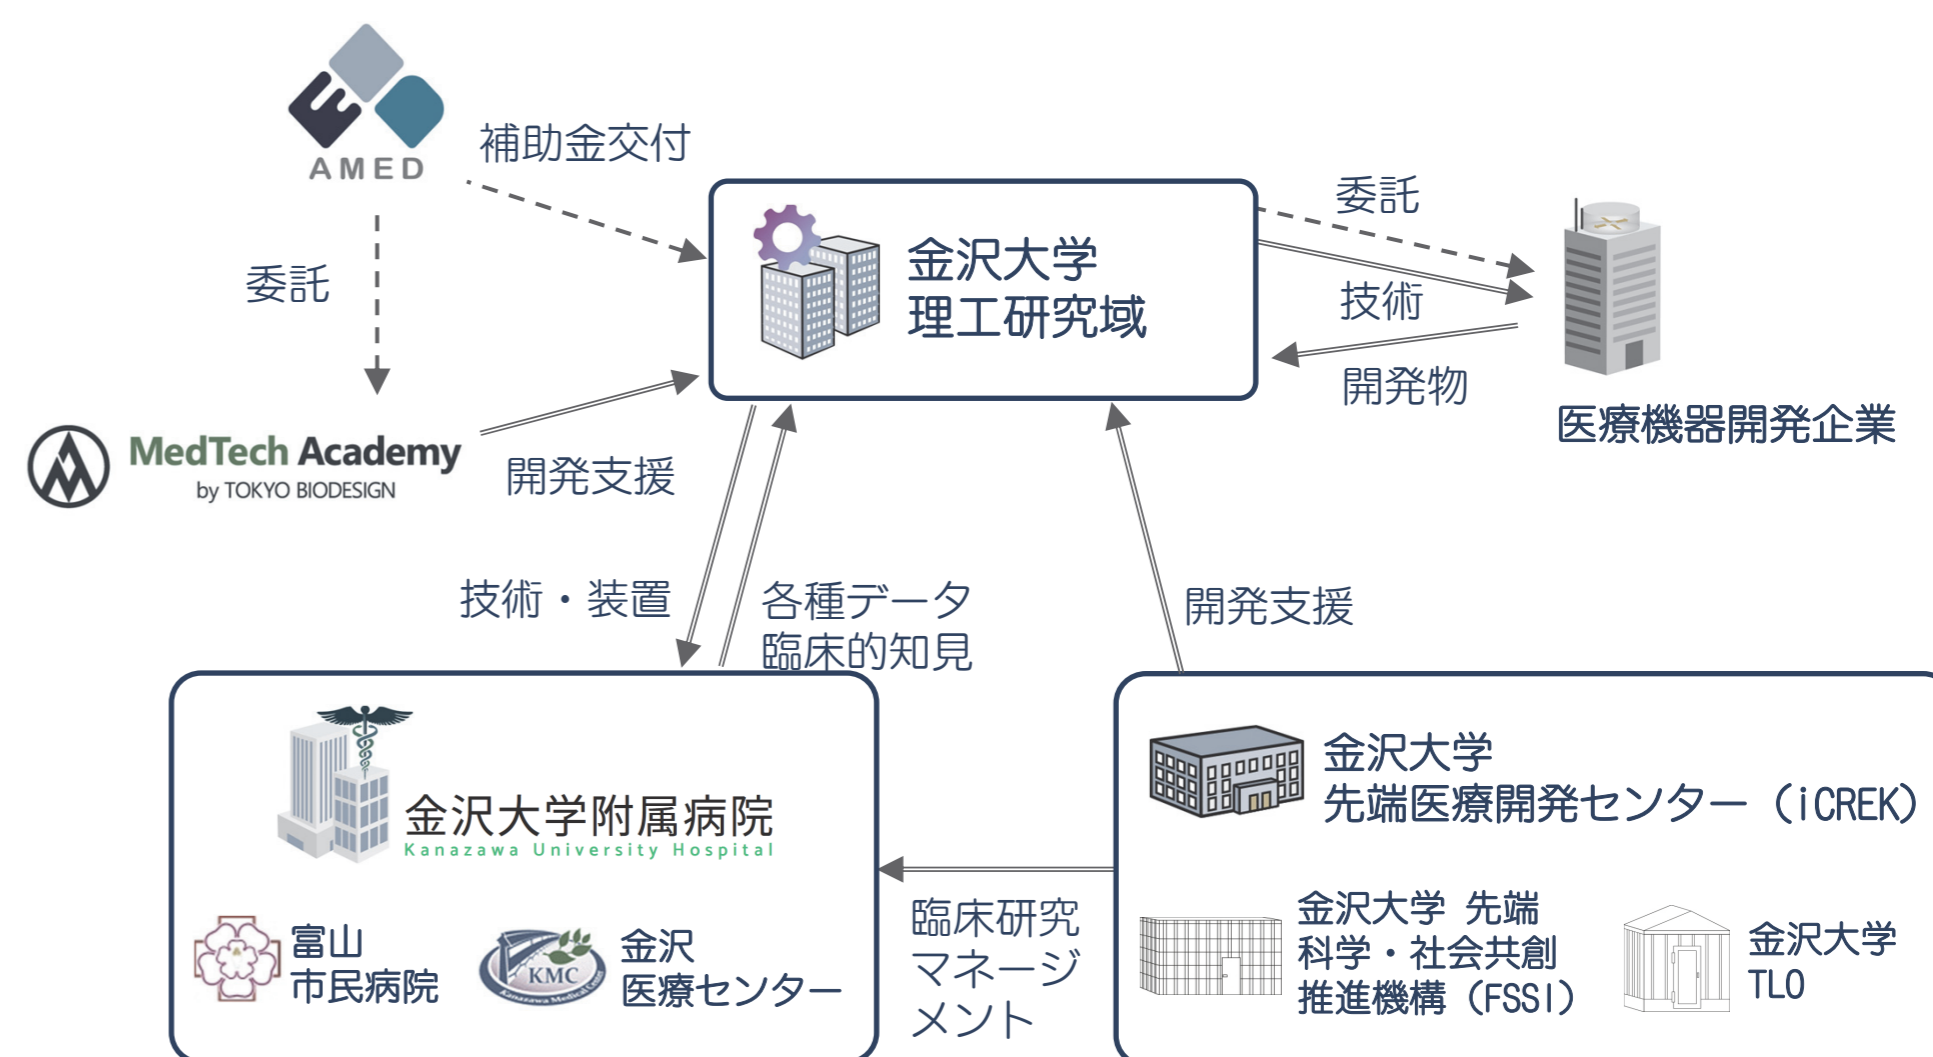 AMED
補助金交付
委託
金沢大学
理工研究域
委託
技術
開発物
医療機器開発企業
MedTech Academy
by TOKYO BIODESIGN
開発支援
技術・装置
各種データ
臨床的知見
開発支援
金沢大学附属病院
Kanazawa University Hospital
富山
市民病院
KMC
Kanazawa Medical Center
金沢
医療センター
臨床研究
マネージ
メント
金沢大学
先端医療開発センター（iCREK）
金沢大学 先端
科学・社会共創
推進機構（FSSI）
金沢大学
TLO